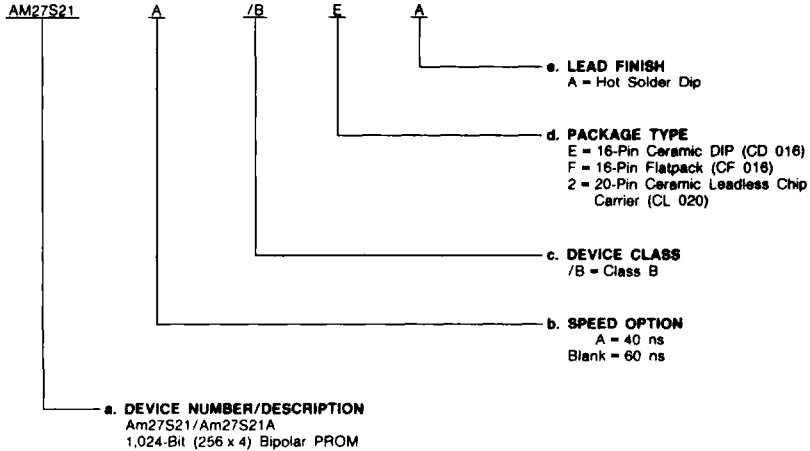 AM27S21 A /B E A
e. LEAD FINISH
A = Hot Solder Dip
d. PACKAGE TYPE
E = 16-Pin Ceramic DIP (CD 016)
F = 16-Pin Flatpack (CF 016)
2 = 20-Pin Ceramic Leadless Chip
Carrier (CL 020)
c. DEVICE CLASS
/B = Class B
b. SPEED OPTION
A = 40 ns
Blank = 60 ns
a. DEVICE NUMBER/DESCRIPTION
Am27S21/Am27S21A
1,024-Bit (256 x 4) Bipolar PROM